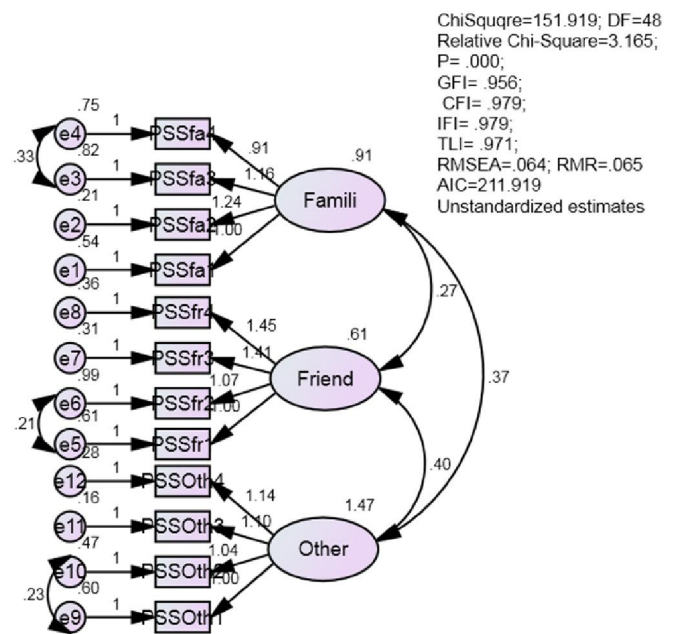 ChiSquqre=151.919; DF=48
Relative Chi-Square=3.165;
P= .000;
GFI= .956;
CFI= .979;
IFI= .979;
TLI= .971;
RMSEA=.064; RMR=.065
AIC=211.919
Unstandardized estimates
.75
e4 1 PSSfa4
.91
.91
.33
.82
e3 1 PSSfa3
1.16
Famili
.21
e2 1 PSSfa2
1.24
1.00
.54
e1 1 PSSfa1
.36
e8 1 PSSfr4
.27
.31
1.45
.61
e7 1 PSSfr3
1.41
Friend
.37
.99
e6 1 PSSfr2
1.07
1.00
.21
.61
e5 1 PSSfr1
.28
e12 1 PSSOth4
.40
.16
1.14
1.47
e11 1 PSSOth3
1.10
Other
.47
e10 1 PSSOth2
1.04
1.00
.23
.60
e9 1 PSSOth1